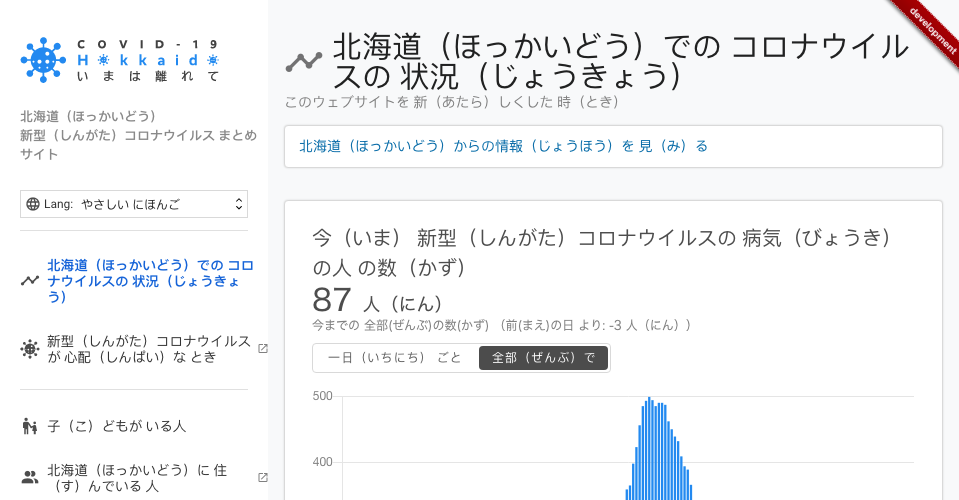 COVID-19
Hokkaido
いまは離れて
北海道（ほっかいどう）
新型（しんがた）コロナウイルス まとめ
サイト
Lang: やさしい にほんご
北海道（ほっかいどう）での コロ
ナウイルスの 状況（じょうきょ
う）
新型（しんがた）コロナウイルス
が 心配（しんぱい）な とき
子（こ）どもが いる人
北海道（ほっかいどう）に 住
（す）んでいる 人
北海道（ほっかいどう）での コロナウイル
スの 状況（じょうきょう）
このウェブサイトを 新（あたら）しくした 時（とき）
北海道（ほっかいどう）からの情報（じょうほう）を 見（み）る
今（いま） 新型（しんがた）コロナウイルスの 病気（びょうき）
の人 の数（かず）
87 人（にん）
今までの 全部(ぜんぶ)の数(かず) （前(まえ)の日 より: -3 人（にん））
一日（いちにち） ごと
全部（ぜんぶ）で
500
400
development